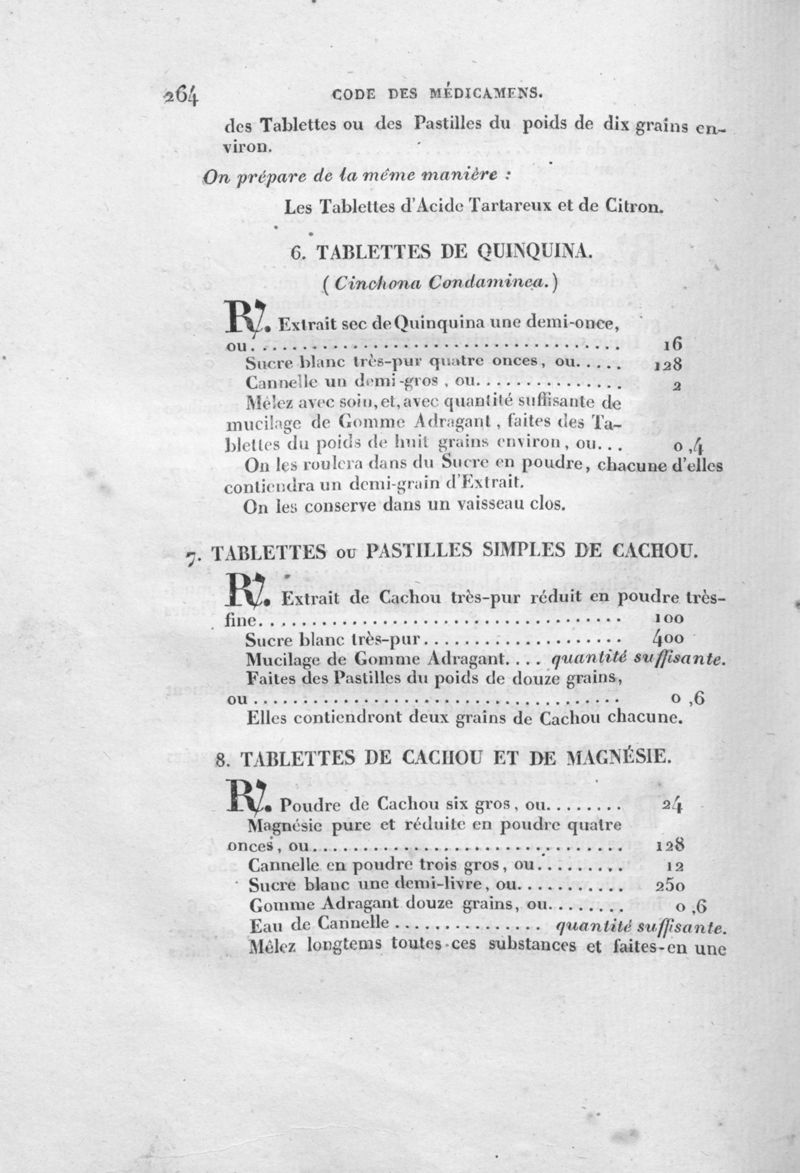 264 CODE DES MÉDICAMENS.
des Tablettes ou des Pastilles du poids de dix grains en-
viron.
On prépare de la même manière :
Les Tablettes d'Acide Tartareux et de Citron.
6. TABLETTES DE QUINQUINA.
( Cinchona Condaminea. )
℞. Extrait sec de Quinquina une demi-once,
ou. . . . . . . . . . . . . . . . . . . . . . . . . . . . . . . . . . . 16
Sucre blanc très-pur quatre onces, ou. . . . . 128
Cannelle un demi-gros , ou. . . . . . . . . . . . . . . 2
Mêlez avec soin, et, avec quantité suffisante de
mucilage de Gomme Adragant , faites des Ta-
blettes du poids de huit grains environ, ou. . . 0 ,4
On les roulera dans du Sucre en poudre, chacune d'elles
contiendra un demi-grain d'Extrait.
On les conserve dans un vaisseau clos.
7. TABLETTES OU PASTILLES SIMPLES DE CACHOU.
℞. Extrait de Cachou très-pur réduit en poudre très-
fine. . . . . . . . . . . . . . . . . . . . . . . . . . . . . . . . . . 100
Sucre blanc très-pur. . . . . . . . . . . . . . . . . . . . 400
Mucilage de Gomme Adragant. . . . quantité suffisante.
Faites des Pastilles du poids de douze grains,
ou . . . . . . . . . . . . . . . . . . . . . . . . . . . . . . . . . . . 0 ,6
Elles contiendront deux grains de Cachou chacune.
8. TABLETTES DE CACHOU ET DE MAGNÉSIE.
℞. Poudre de Cachou six gros, ou. . . . . . . . 24
Magnésie pure et réduite en poudre quatre
onces, ou. . . . . . . . . . . . . . . . . . . . . . . . . . . . . . 128
Cannelle en poudre trois gros, ou. . . . . . . . . 12
Sucre blanc une demi-livre, ou. . . . . . . . . . . 250
Gomme Adragant douze grains, ou. . . . . . . . 0 ,6
Eau de Cannelle . . . . . . . . . . . . . . . quantité suffisante.
Mêlez longtems toutes ces substances et faites-en une